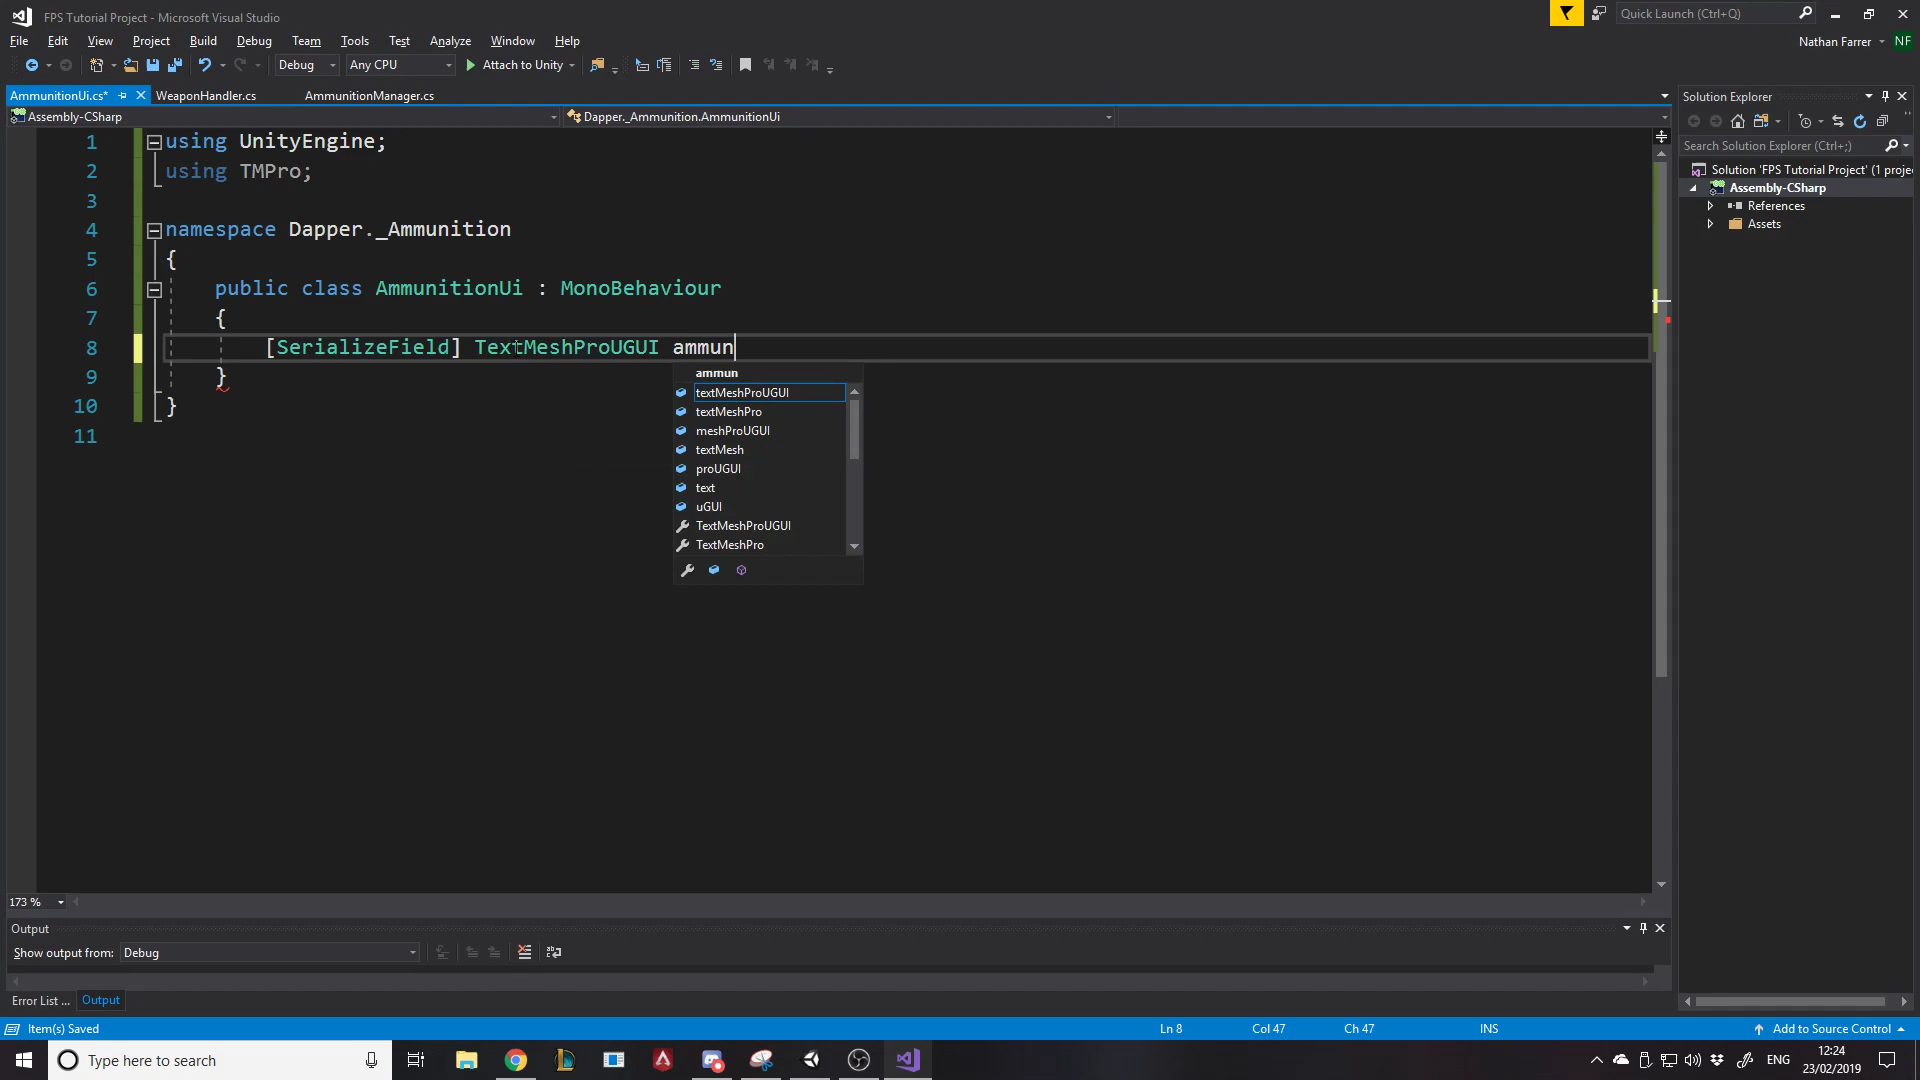 FPS Tutorial Project - Microsoft Visual Studio
Quick Launch (Ctrl+Q)
File Edit View Project Build Debug Team Tools Test Analyze Window Help
Nathan Farrer NF
Debug Any CPU Attach to Unity
AmmunitionUi.cs* WeaponHandler.cs AmmunitionManager.cs
Solution Explorer
Assembly-CSharp Dapper._Ammunition.AmmunitionUi
Search Solution Explorer (Ctrl+;)
Solution 'FPS Tutorial Project' (1 proje
Assembly-CSharp
References
Assets
1 using UnityEngine;
2 using TMPro;
3
4 namespace Dapper._Ammunition
5 {
6 public class AmmunitionUi : MonoBehaviour
7 {
8 [SerializeField] TextMeshProUGUI ammun
9 }
10 }
11
ammun
textMeshProUGUI
textMeshPro
meshProUGUI
textMesh
proUGUI
text
uGUI
TextMeshProUGUI
TextMeshPro
173 %
Output
Show output from: Debug
Error List ... Output
Item(s) Saved Ln 8 Col 47 Ch 47 INS Add to Source Control
Type here to search
ENG
12:24
23/02/2019